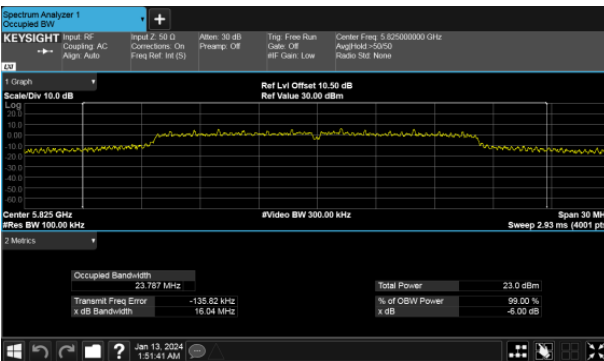 Spectrum Analyzer 1
Occupied BW
KEYSIGHT Input: RF Input Z: 50 Ω Atten: 30 dB Trig: Free Run Center Freq: 5.825000000 GHz
Coupling: AC Corrections: On Preamp: Off Gate: Off Avg|Hold:>50/50
Align: Auto Freq Ref: Int (S) #IF Gain: Low Radio Std: None
LXI
1 Graph
Ref Lvl Offset 10.50 dB
Scale/Div 10.0 dB Ref Value 30.00 dBm
Log
20.0
10.0
0.00
-10.0
-20.0
-30.0
-40.0
-50.0
-60.0
Center 5.825 GHz #Video BW 300.00 kHz Span 30 MH
#Res BW 100.00 kHz Sweep 2.93 ms (4001 pts
2 Metrics
Occupied Bandwidth
23.787 MHz Total Power 23.0 dBm
Transmit Freq Error -135.82 kHz % of OBW Power 99.00 %
x dB Bandwidth 16.04 MHz x dB -6.00 dB
Jan 13, 2024
1:51:41 AM